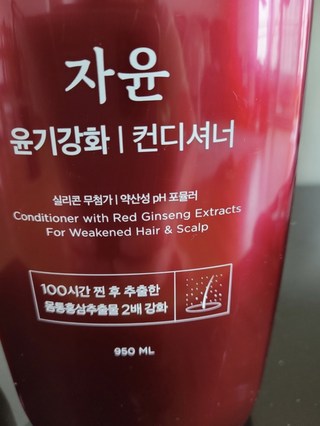 자윤
윤기강화 | 컨디셔너
실리콘 무첨가 | 약산성 pH 포뮬러
Conditioner with Red Ginseng Extracts
For Weakened Hair & Scalp
100시간 찐 후 추출한
몸통홍삼추출물 2배 강화
950 ML